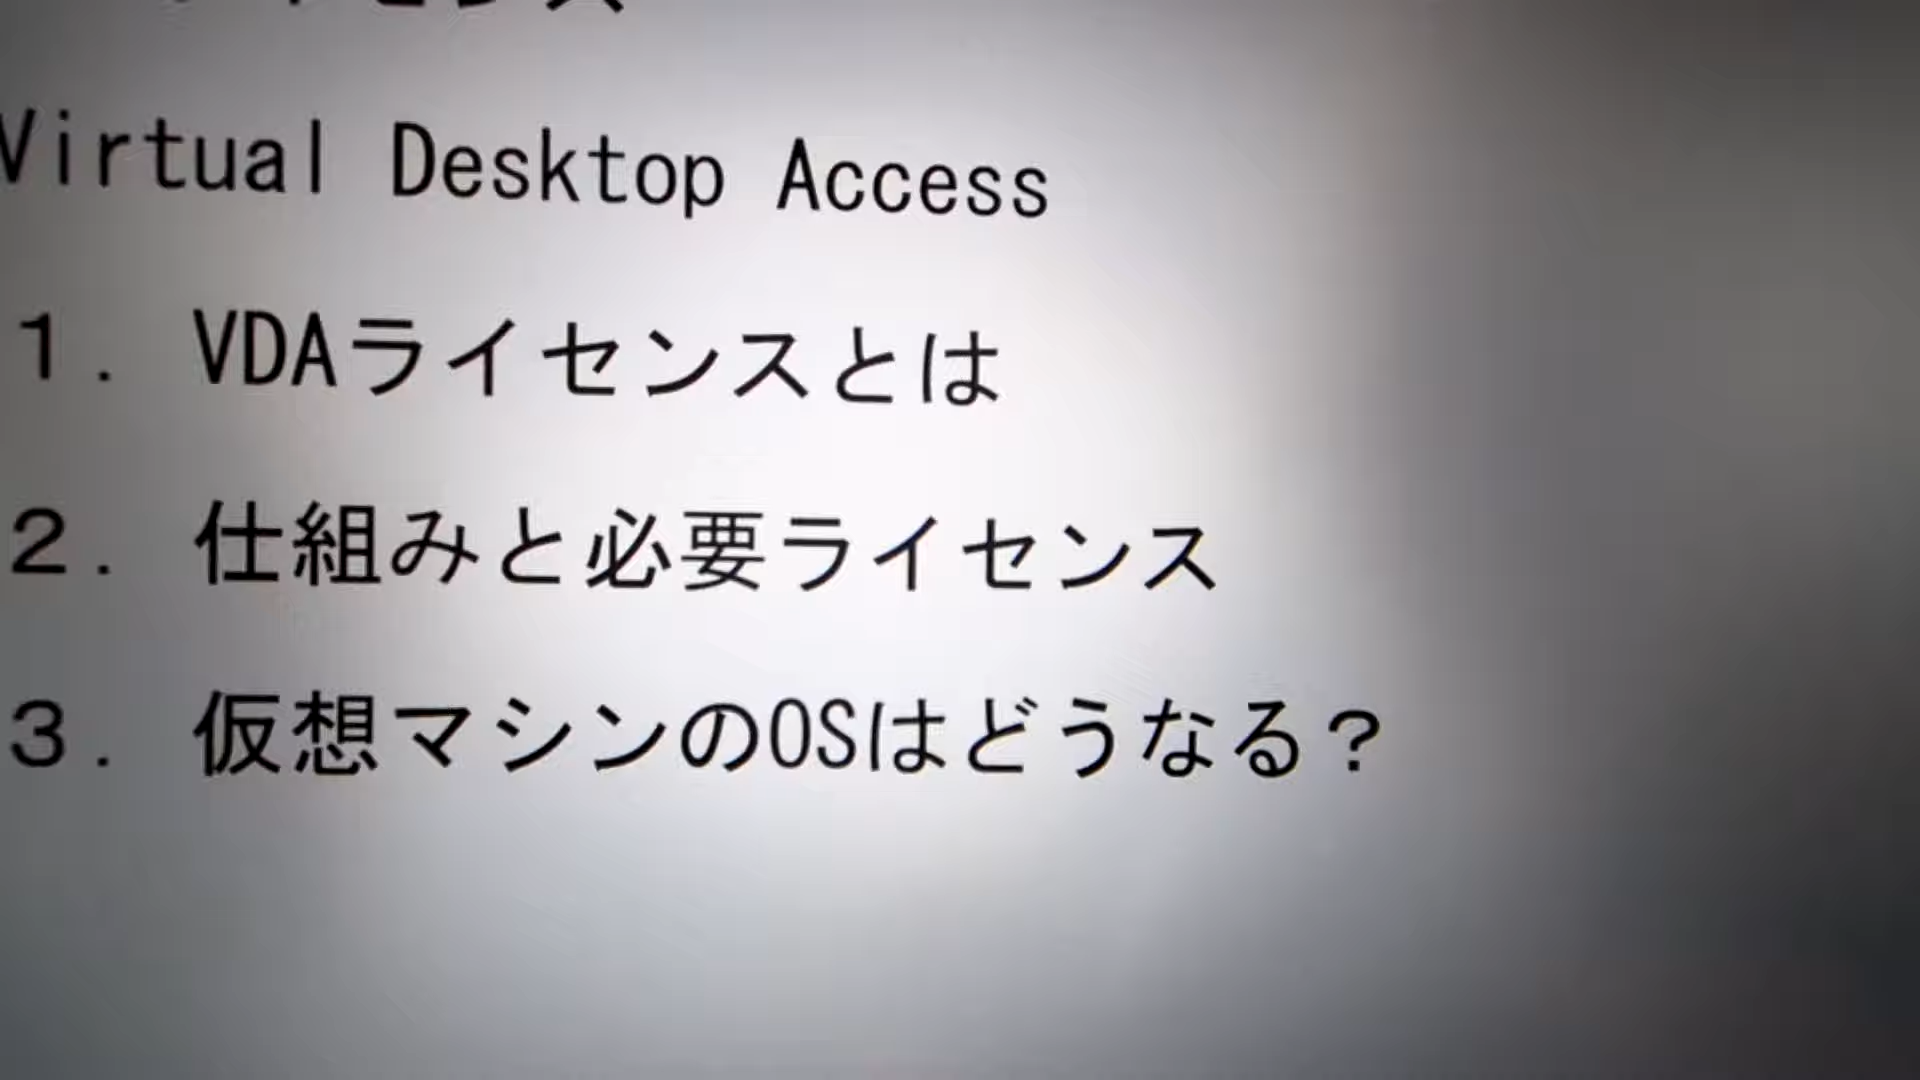 Virtual Desktop Access
１. VDAライセンスとは
２. 仕組みと必要ライセンス
３. 仮想マシンのOSはどうなる？